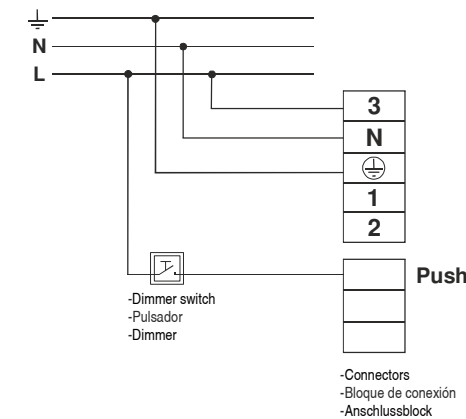 N
L
3
N
1
2
Push
-Dimmer switch
-Pulsador
-Dimmer
-Connectors
-Bloque de conexión
-Anschlussblock